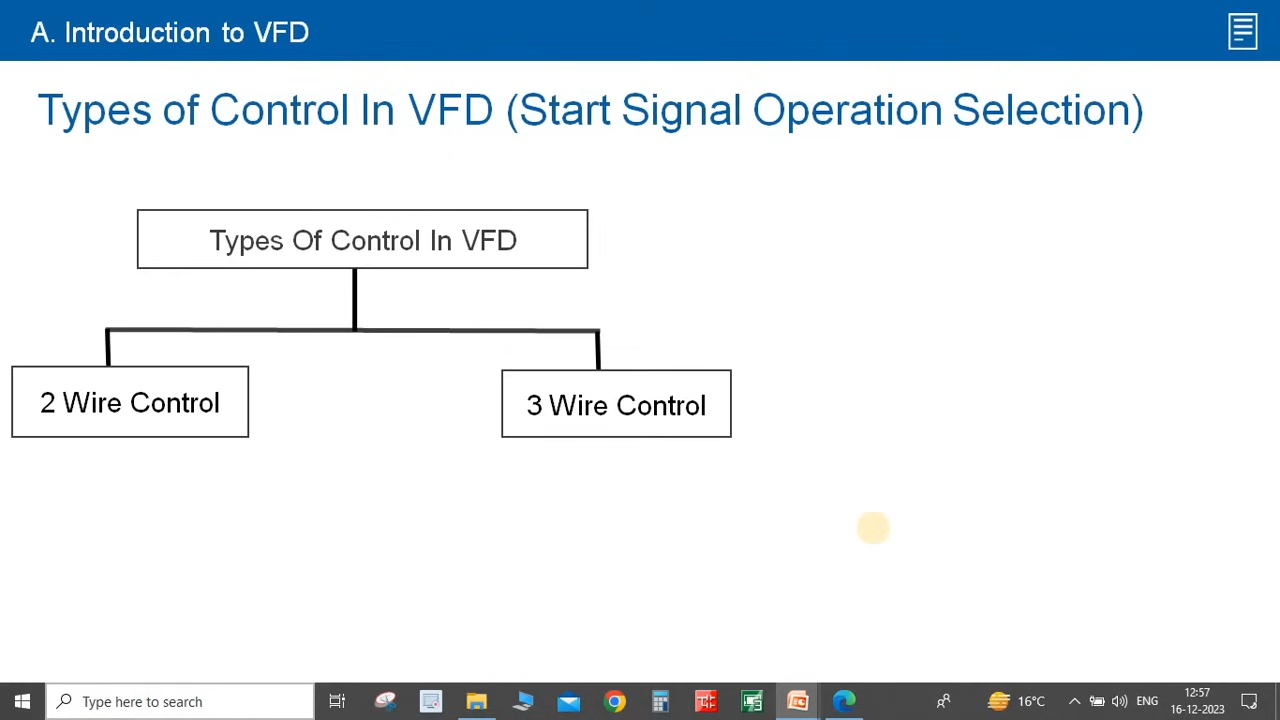 A. Introduction to VFD
Types of Control In VFD (Start Signal Operation Selection)
Types Of Control In VFD
2 Wire Control
3 Wire Control
Type here to search
16°C
ENG
12:57
16-12-2023